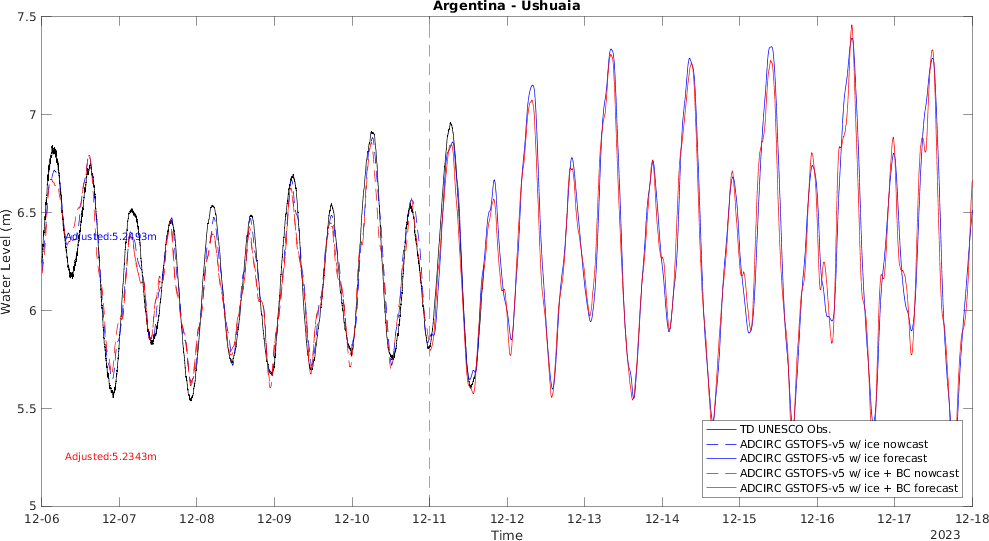 Argentina - Ushuaia
7.5
7
6.5
6
5.5
5
Water Level (m)
Adjusted:5.2493m
Adjusted:5.2343m
TD UNESCO Obs.
ADCIRC GSTOFS-v5 w/ ice nowcast
ADCIRC GSTOFS-v5 w/ ice forecast
ADCIRC GSTOFS-v5 w/ ice + BC nowcast
ADCIRC GSTOFS-v5 w/ ice + BC forecast
12-06 12-07 12-08 12-09 12-10 12-11 12-12 12-13 12-14 12-15 12-16 12-17 12-18
Time
2023